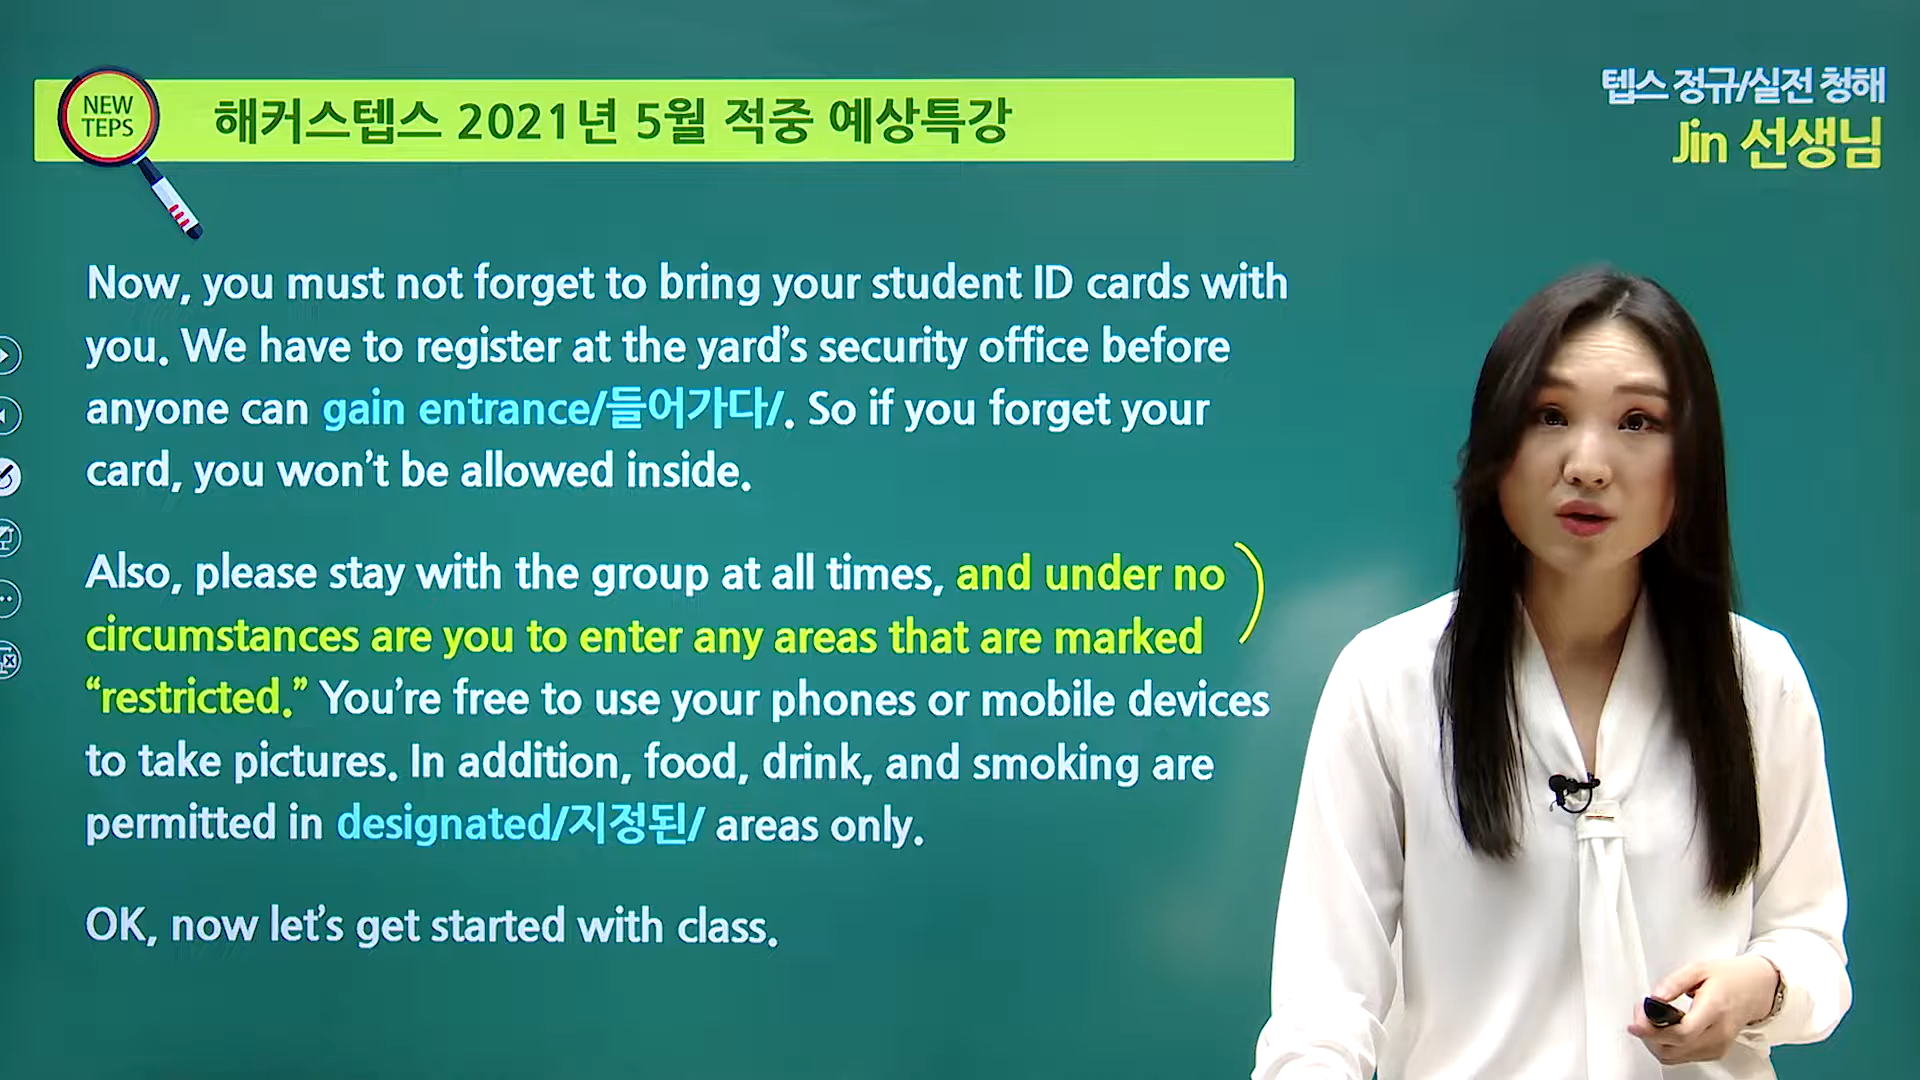 NEW
TEPS
해커스텝스 2021년 5월 적중 예상특강
텝스 정규/실전 청해
Jin 선생님
Now, you must not forget to bring your student ID cards with
you. We have to register at the yard’s security office before
anyone can gain entrance/들어가다/. So if you forget your
card, you won’t be allowed inside.
Also, please stay with the group at all times, and under no
circumstances are you to enter any areas that are marked
“restricted.” You’re free to use your phones or mobile devices
to take pictures. In addition, food, drink, and smoking are
permitted in designated/지정된/ areas only.
OK, now let’s get started with class.